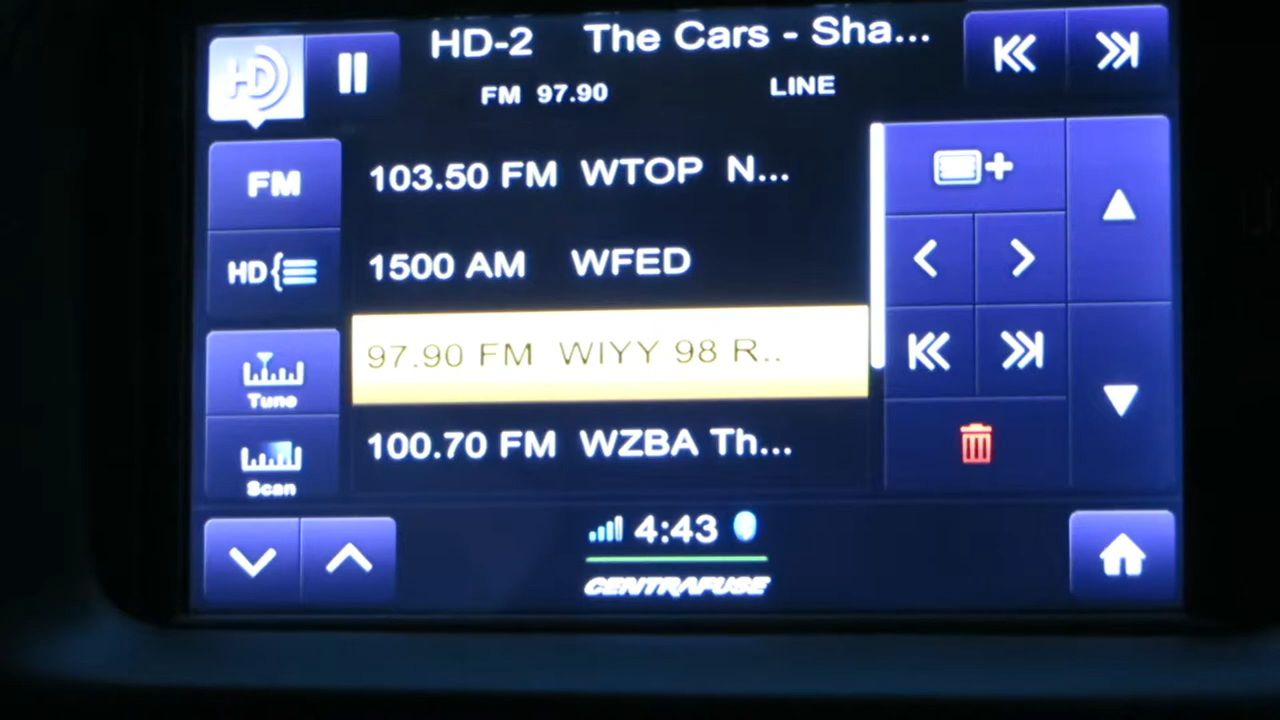 HD HD-2 The Cars - Sha...
FM 97.90 LINE
FM 103.50 FM WTOP N...
HD 1500 AM WFED
97.90 FM WIYY 98 R..
Tune
100.70 FM WZBA Th...
Scan
4:43
CENTRAFUSE